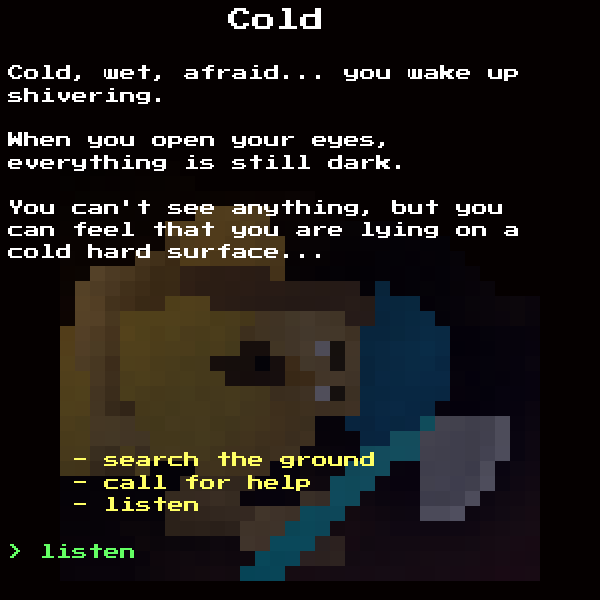 Cold
Cold, wet, afraid... you wake up
shivering.
When you open your eyes,
everything is still dark.
You can't see anything, but you
can feel that you are lying on a
cold hard surface...
- search the ground
- call for help
- listen
> listen